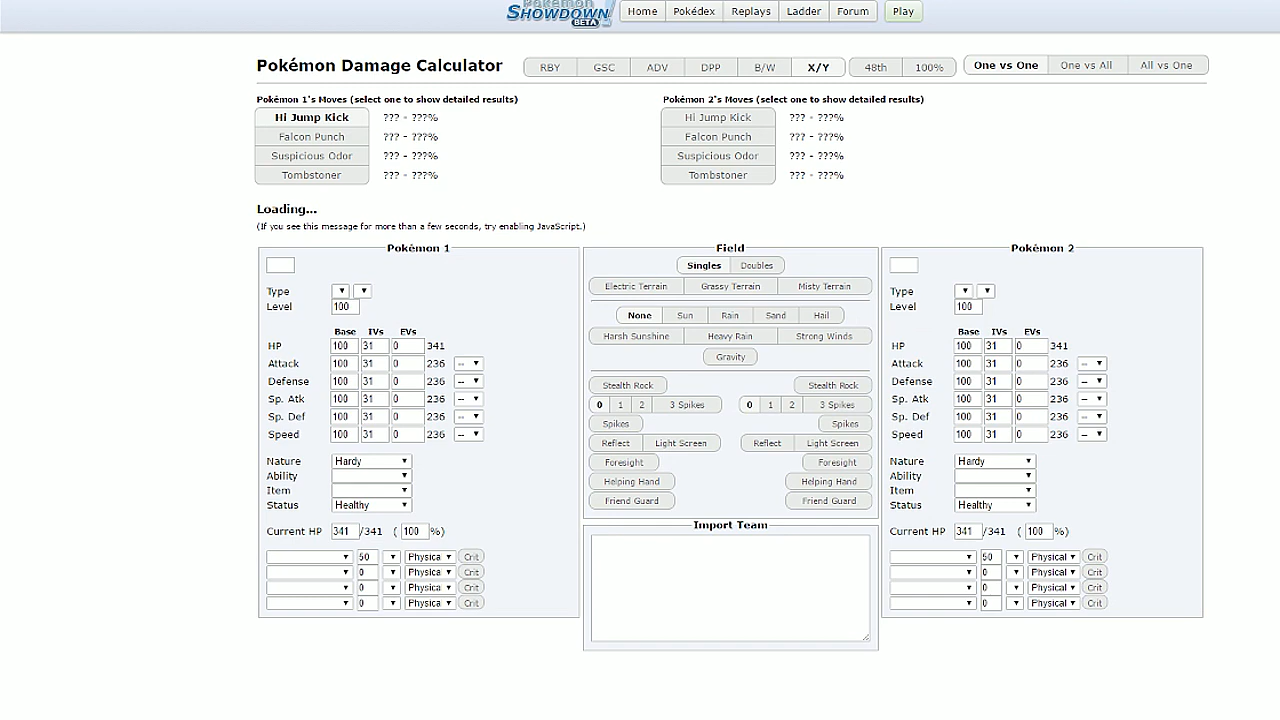 Pokémon
SHOWDOWN
BETA
Home Pokédex Replays Ladder Forum Play
Pokémon Damage Calculator RBY GSC ADV DPP B/W X/Y 48th 100% One vs One One vs All All vs One
Pokémon 1's Moves (select one to show detailed results) Pokémon 2's Moves (select one to show detailed results)
Hi Jump Kick ??? - ???% Hi Jump Kick ??? - ???%
Falcon Punch ??? - ???% Falcon Punch ??? - ???%
Suspicious Odor ??? - ???% Suspicious Odor ??? - ???%
Tombstoner ??? - ???% Tombstoner ??? - ???%
Loading...
(If you see this message for more than a few seconds, try enabling JavaScript.)
Pokémon 1
Type
Level 100
Base IVs EVs
HP 100 31 0 341
Attack 100 31 0 236 --
Defense 100 31 0 236 --
Sp. Atk 100 31 0 236 --
Sp. Def 100 31 0 236 --
Speed 100 31 0 236 --
Nature Hardy
Ability
Item
Status Healthy
Current HP 341 /341 ( 100 %)
50 Physica Crit
0 Physica Crit
0 Physica Crit
0 Physica Crit
Field
Singles Doubles
Electric Terrain Grassy Terrain Misty Terrain
None Sun Rain Sand Hail
Harsh Sunshine Heavy Rain Strong Winds
Gravity
Stealth Rock Stealth Rock
0 1 2 3 Spikes 0 1 2 3 Spikes
Spikes Spikes
Reflect Light Screen Reflect Light Screen
Foresight Foresight
Helping Hand Helping Hand
Friend Guard Friend Guard
Import Team
Pokémon 2
Type
Level 100
Base IVs EVs
HP 100 31 0 341
Attack 100 31 0 236 --
Defense 100 31 0 236 --
Sp. Atk 100 31 0 236 --
Sp. Def 100 31 0 236 --
Speed 100 31 0 236 --
Nature Hardy
Ability
Item
Status Healthy
Current HP 341 /341 ( 100 %)
50 Physical Crit
0 Physical Crit
0 Physical Crit
0 Physical Crit